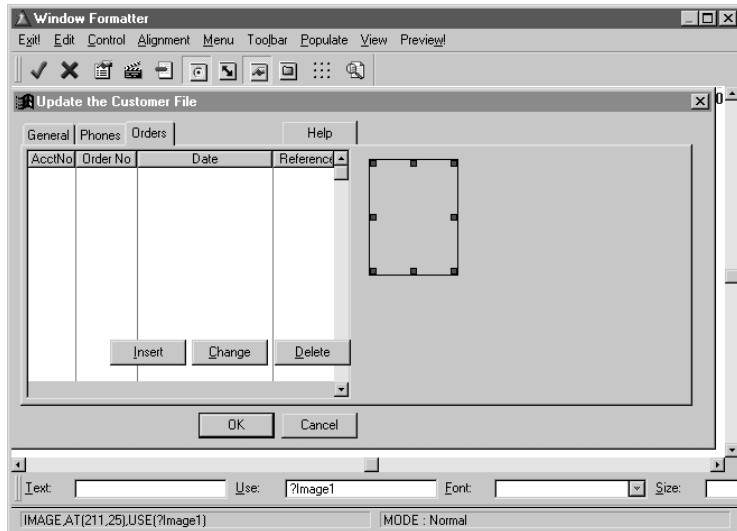 Window Formatter
Exit! Edit Control Alignment Menu Toolbar Populate View Preview!
Update the Customer File
0
General Phones Orders Help
AcctNo Order No Date Reference
Insert Change Delete
OK Cancel
Text: Use: ?Image1 Font: Size:
IMAGE,AT(211,25),USE(?Image1) MODE : Normal